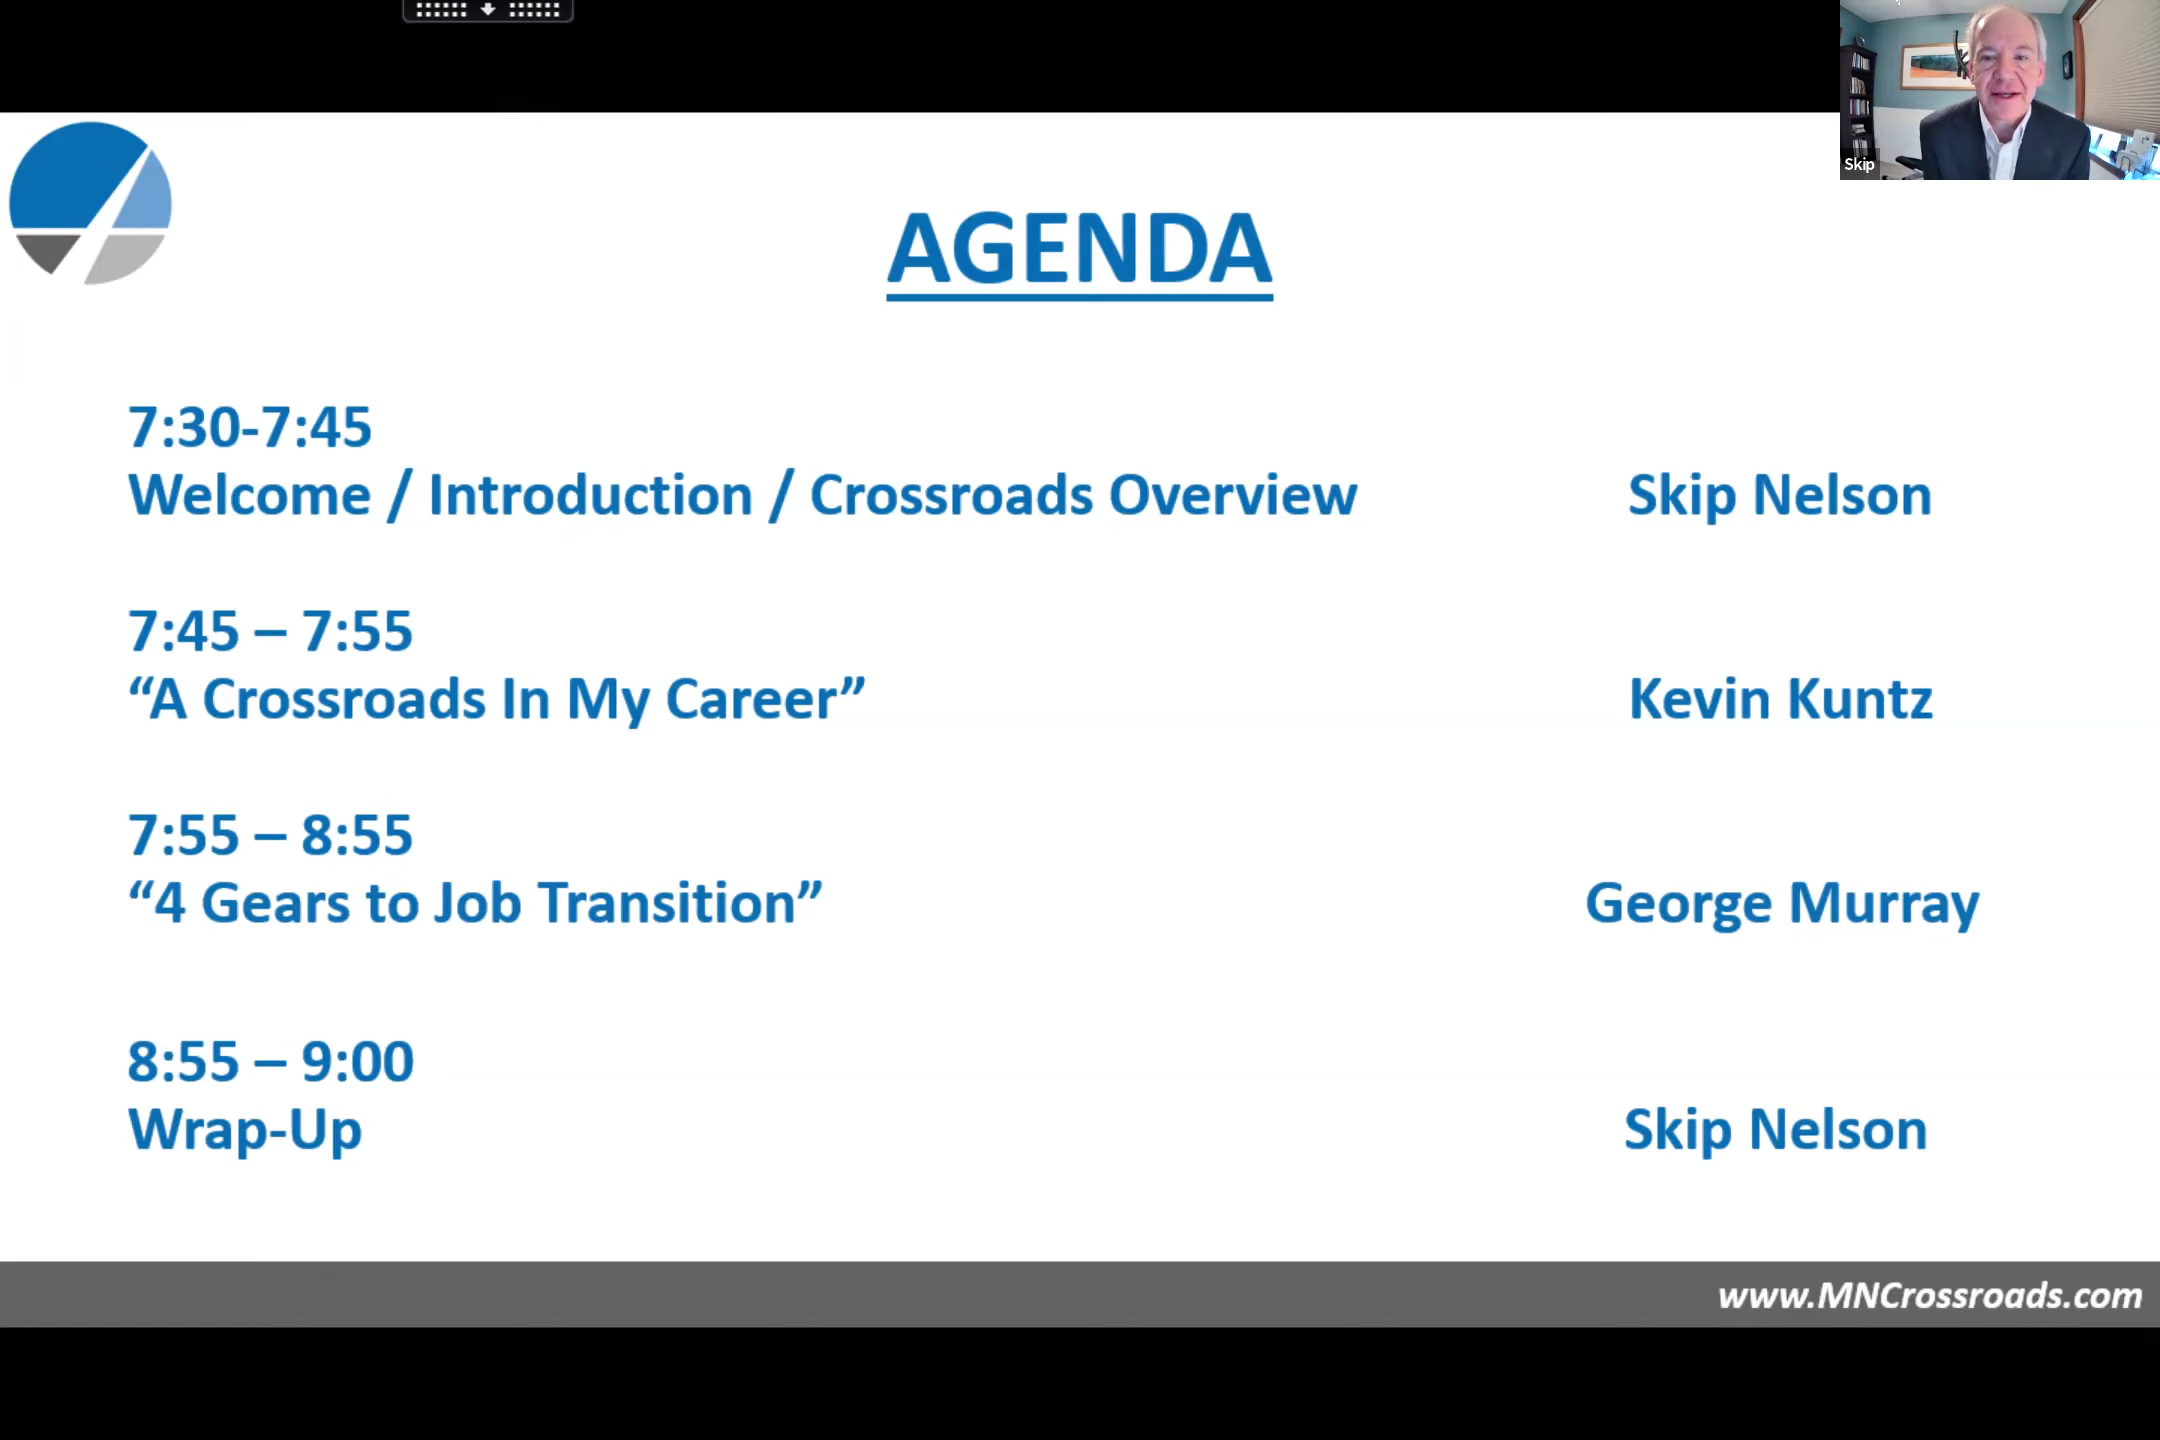 Skip
AGENDA
7:30-7:45
Welcome / Introduction / Crossroads Overview Skip Nelson
7:45 – 7:55
“A Crossroads In My Career” Kevin Kuntz
7:55 – 8:55
“4 Gears to Job Transition” George Murray
8:55 – 9:00
Wrap-Up Skip Nelson
www.MNCrossroads.com